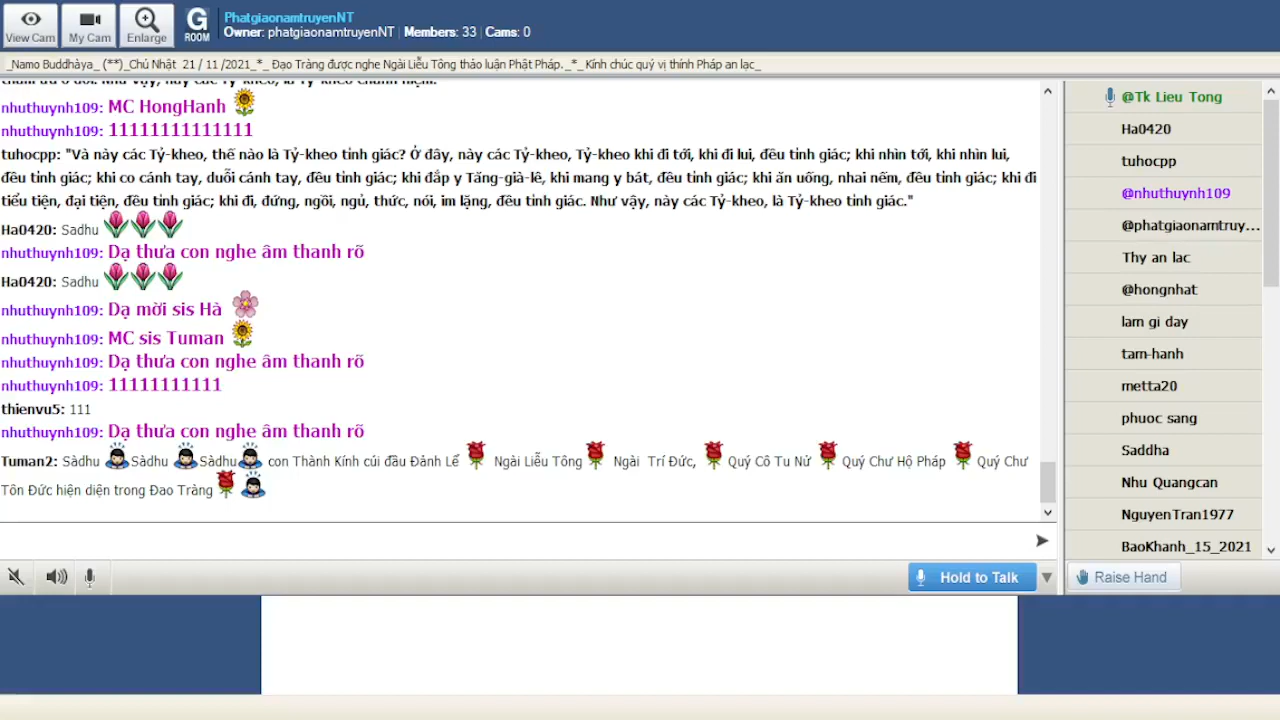 View Cam
My Cam
Enlarge
G ROOM
PhatgiaonamtruyenNT
Owner: phatgiaonamtruyenNT | Members: 33 | Cams: 0
_Namo Buddhàya_ (**)_Chủ Nhật 21 / 11 /2021_*_ Đạo Tràng được nghe Ngài Liễu Tông thảo luận Phật Pháp._*_ Kính chúc quý vị thính Pháp an lạc_
nhuthuynh109: MC HongHanh
nhuthuynh109: 11111111111111
tuhocpp: "Và này các Tỷ-kheo, thế nào là Tỷ-kheo tỉnh giác? Ở đây, này các Tỷ-kheo, Tỷ-kheo khi đi tới, khi đi lui, đều tỉnh giác; khi nhìn tới, khi nhìn lui,
đều tỉnh giác; khi co cánh tay, duỗi cánh tay, đều tỉnh giác; khi đắp y Tăng-già-lê, khi mang y bát, đều tỉnh giác; khi ăn uống, nhai nếm, đều tỉnh giác; khi đi
tiểu tiện, đại tiện, đều tỉnh giác; khi đi, đứng, ngồi, ngủ, thức, nói, im lặng, đều tỉnh giác. Như vậy, này các Tỷ-kheo, là Tỷ-kheo tỉnh giác."
Ha0420: Sadhu
nhuthuynh109: Dạ thưa con nghe âm thanh rõ
Ha0420: Sadhu
nhuthuynh109: Dạ mời sis Hà
nhuthuynh109: MC sis Tuman
nhuthuynh109: Dạ thưa con nghe âm thanh rõ
nhuthuynh109: 11111111111
thienvu5: 111
nhuthuynh109: Dạ thưa con nghe âm thanh rõ
Tuman2: Sàdhu Sàdhu Sàdhu con Thành Kính cúi đầu Đảnh Lễ Ngài Liễu Tông Ngài Trí Đức, Quý Cô Tu Nữ Quý Chư Hộ Pháp Quý Chư
Tôn Đức hiện diện trong Đao Tràng
@Tk Lieu Tong
Ha0420
tuhocpp
@nhuthuynh109
@phatgiaonamtruy...
Thy an lac
@hongnhat
lam gi day
tam-hanh
metta20
phuoc sang
Saddha
Nhu Quangcan
NguyenTran1977
BaoKhanh_15_2021
Hold to Talk
Raise Hand